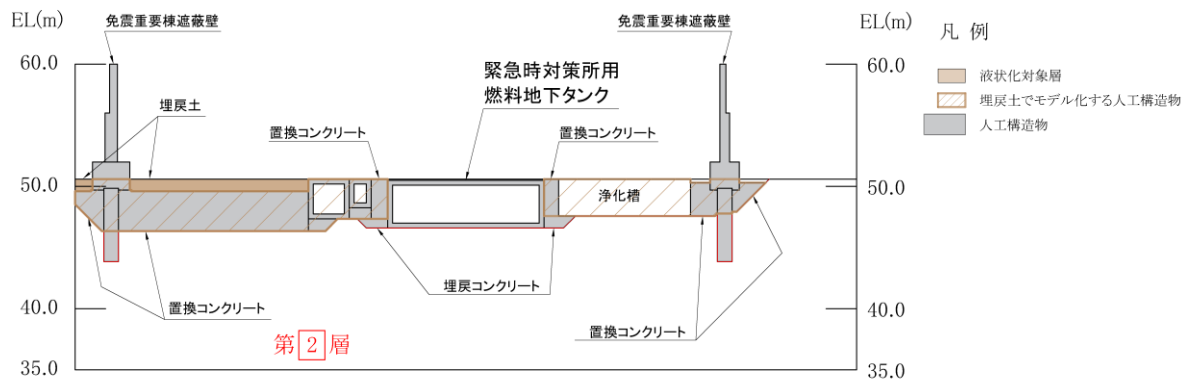 EL(m)
免震重要棟遮蔽壁
免震重要棟遮蔽壁
EL(m)
凡 例
60.0
緊急時対策所用
燃料地下タンク
60.0
液状化対象層
埋戻土
埋戻土でモデル化する人工構造物
置換コンクリート
置換コンクリート
人工構造物
50.0
浄化槽
50.0
埋戻コンクリート
40.0
置換コンクリート
置換コンクリート
40.0
第2層
35.0
35.0